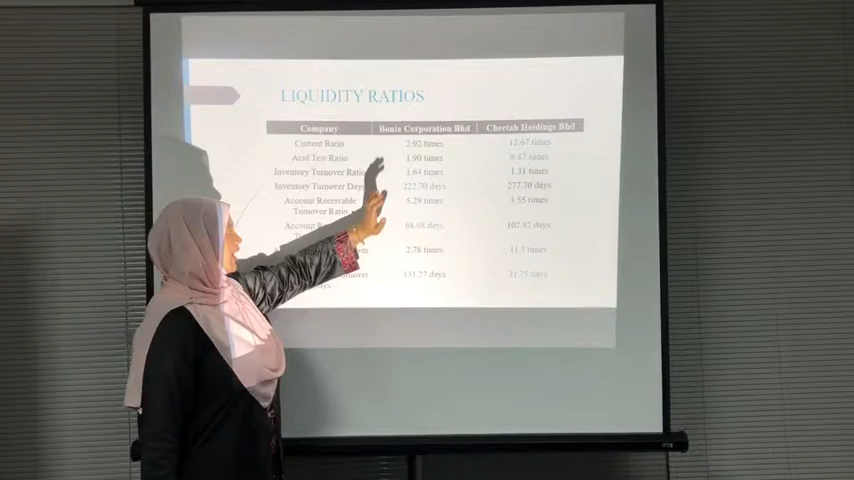 LIQUIDITY RATIOS
Company Bonia Corporation Bhd Cheetah Holdings Bhd
Current Ratio 2.92 times 12.67 times
Acid Test Ratio 1.90 times 6.87 times
Inventory Turnover Ratio 1.64 times 1.31 times
Inventory Turnover Days 222.70 days 277.70 days
Account Receivable 5.29 times 3.55 times
Turnover Ratio
Account 68.98 days 102.82 days
2.78 times 11.5 times
131.27 days 31.75 days